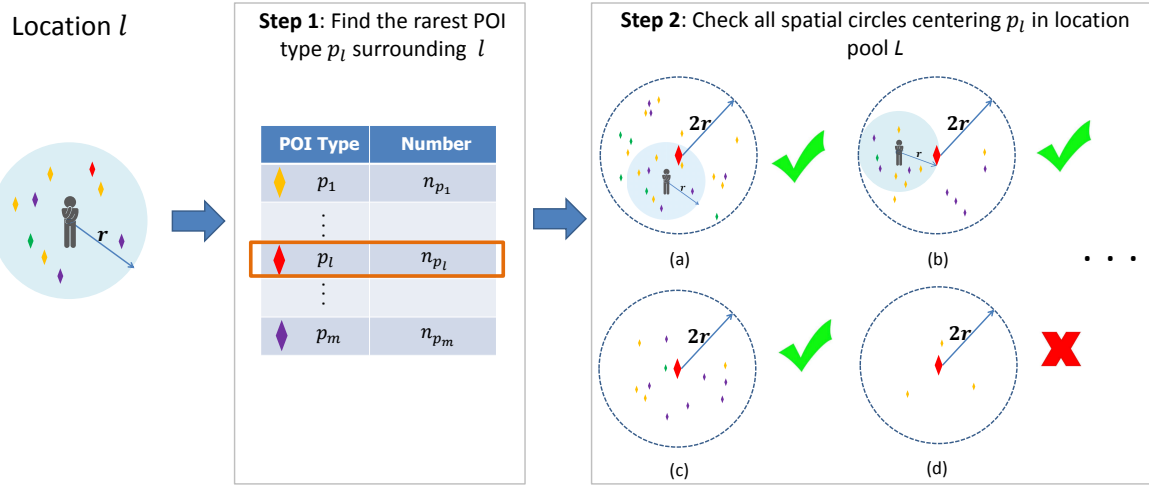 Location l
r
Step 1: Find the rarest POI
type p_l surrounding l
POI Type Number
p_1 n_{p_1}
⋮
p_l n_{p_l}
⋮
p_m n_{p_m}
Step 2: Check all spatial circles centering p_l in location
pool L
2r
r
(a)
2r
r
(b)
. . .
2r
(c)
2r
(d)